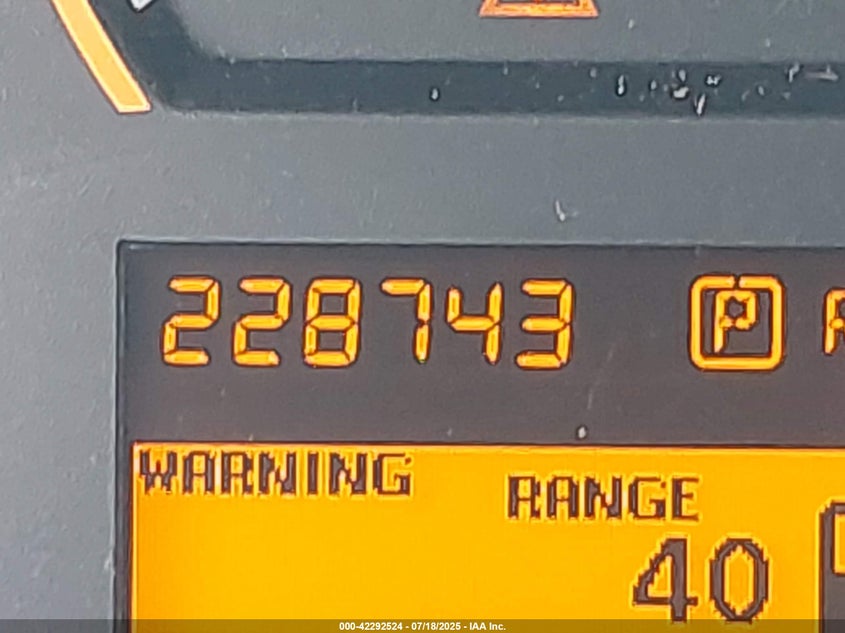 228743 P
WARNING
RANGE
40
000-42292524 - 07/18/2025 - IAA Inc.